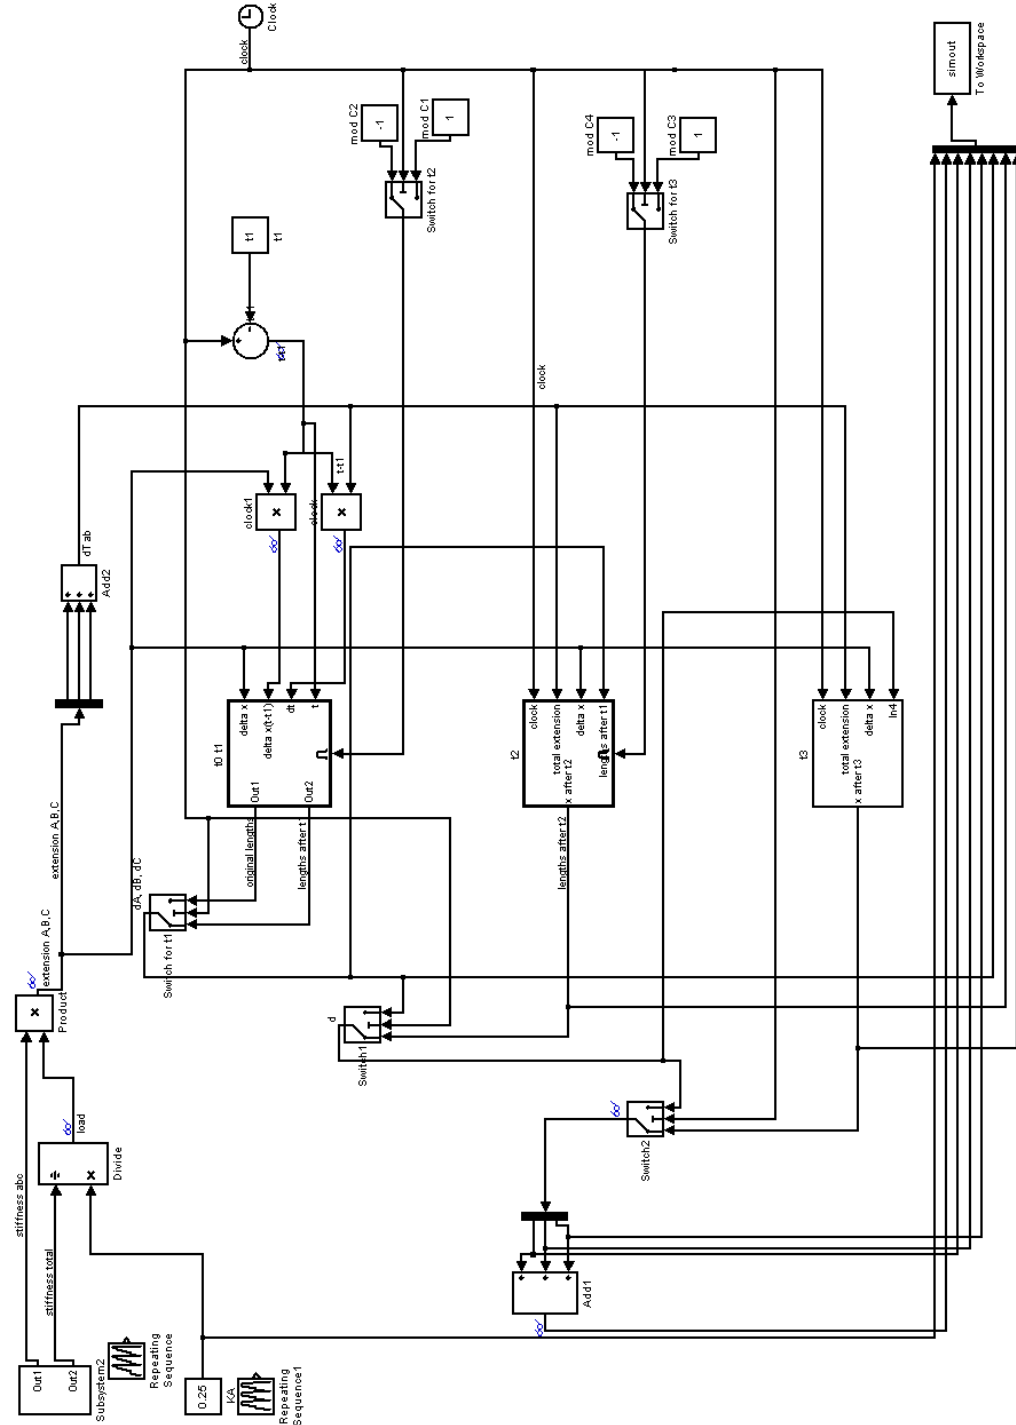 Clock
clock
simout
To Workspace
mod C2
-1
mod C1
1
mod C4
-1
mod C3
1
Switch for t2
Switch for t3
t1
t1
clock
t-t1
clock1
clock
dTab
Add2
delta x
delta x(t-t1)
dt
t
t0 t1
Out1
Out2
clock
total extension
delta x
lengths after t1
t2
x after t2
clock
total extension
delta x
In4
t3
x after t3
extension A,B,C
original lengths
lengths after t
lengths after t2
dA, dB, dC
Switch for t1
extension A,B,C
Product
d
Switch1
Switch2
load
Divide
stiffness abc
stiffness total
Add1
Out1
Out2
Subsystem2
Repeating
Sequence
0.25
KA
Repeating
Sequence1